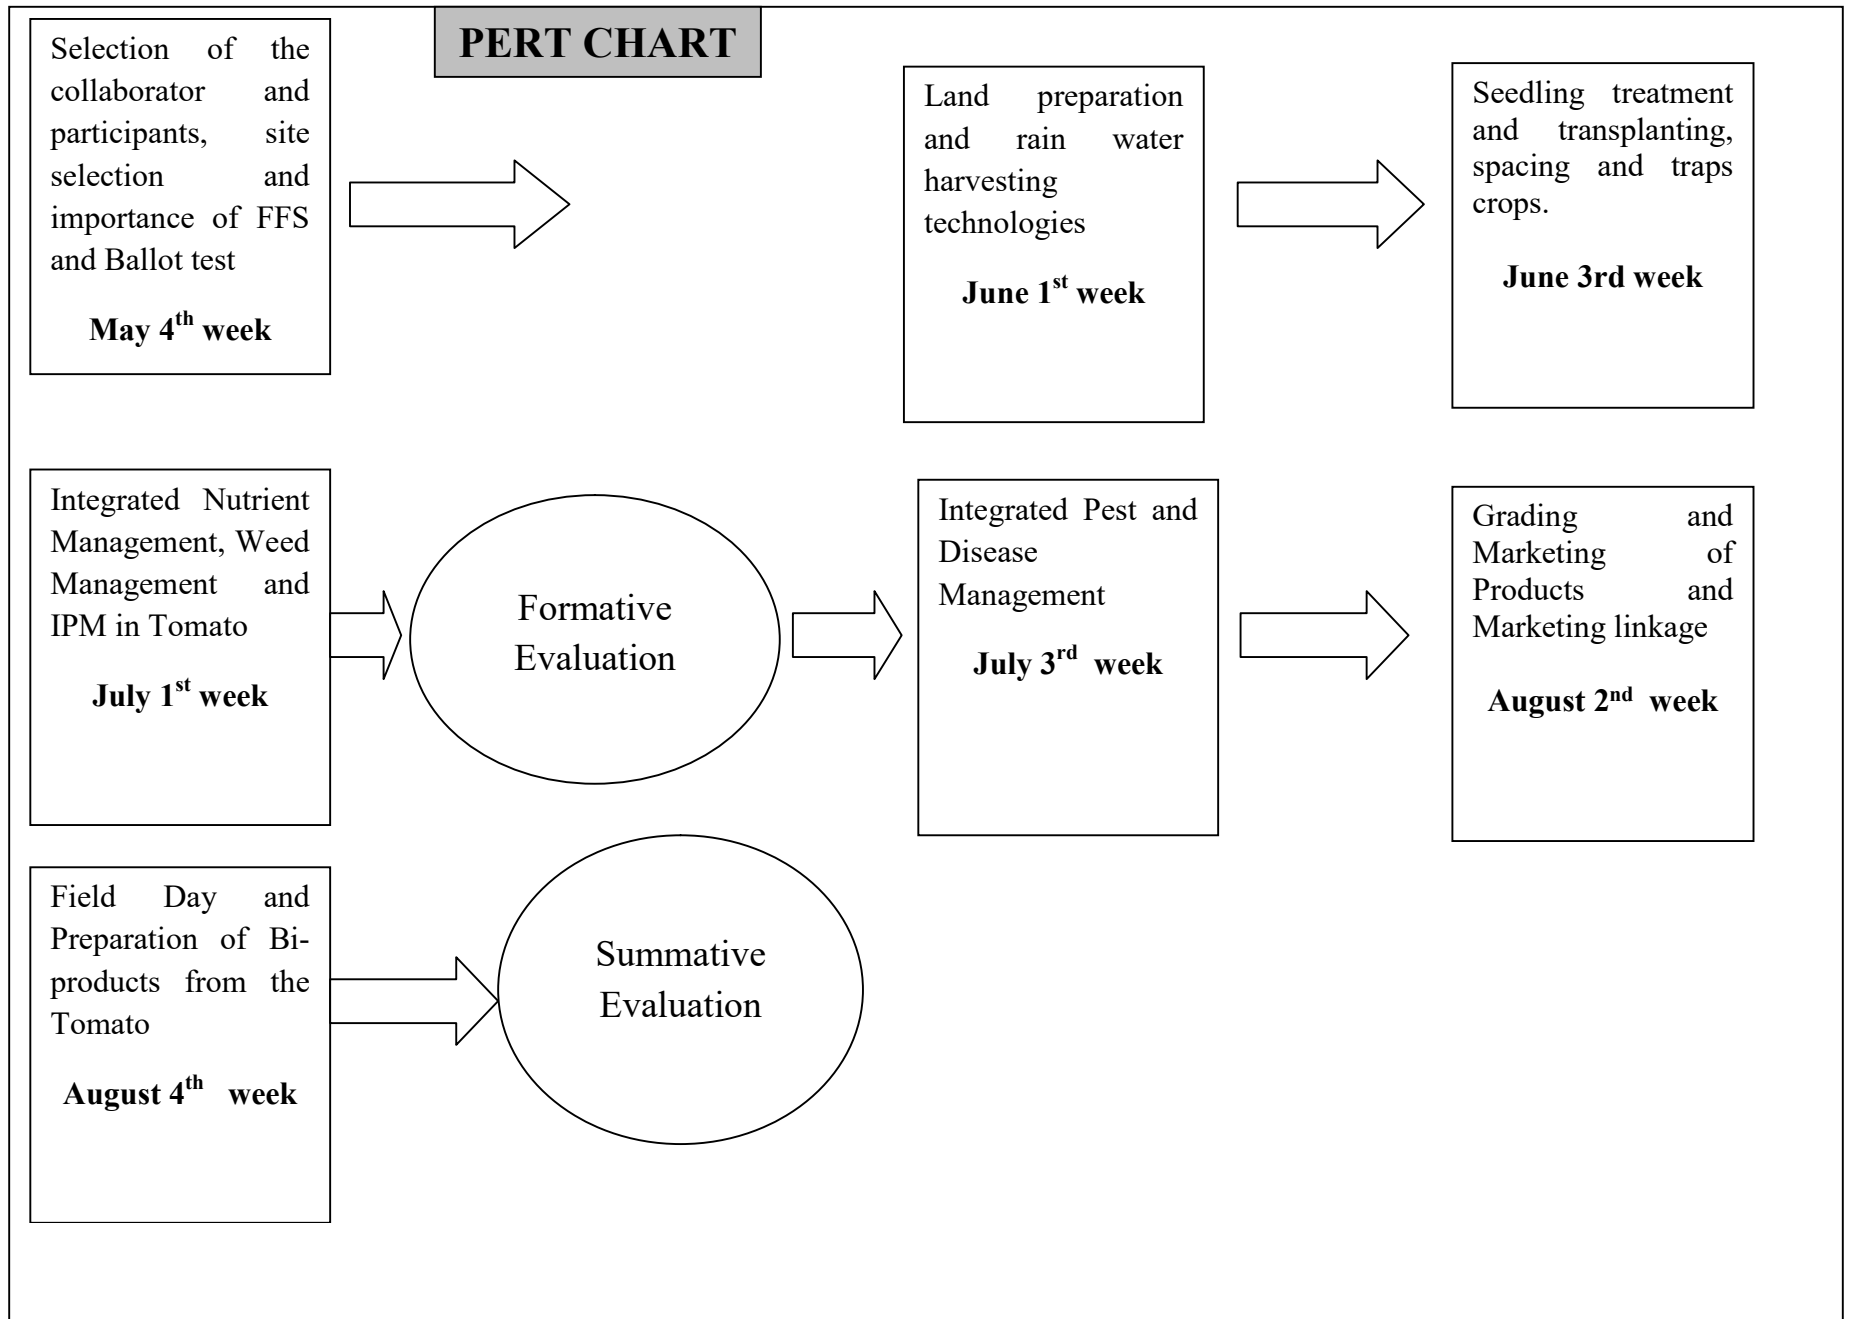 PERT CHART
Selection of the
collaborator and
participants, site
selection and
importance of FFS
and Ballot test
May 4th week
Land preparation
and rain water
harvesting
technologies
June 1st week
Seedling treatment
and transplanting,
spacing and traps
crops.
June 3rd week
Integrated Nutrient
Management, Weed
Management and
IPM in Tomato
July 1st week
Formative
Evaluation
Integrated Pest and
Disease
Management
July 3rd week
Grading and
Marketing of
Products and
Marketing linkage
August 2nd week
Field Day and
Preparation of Bi-
products from the
Tomato
August 4th week
Summative
Evaluation